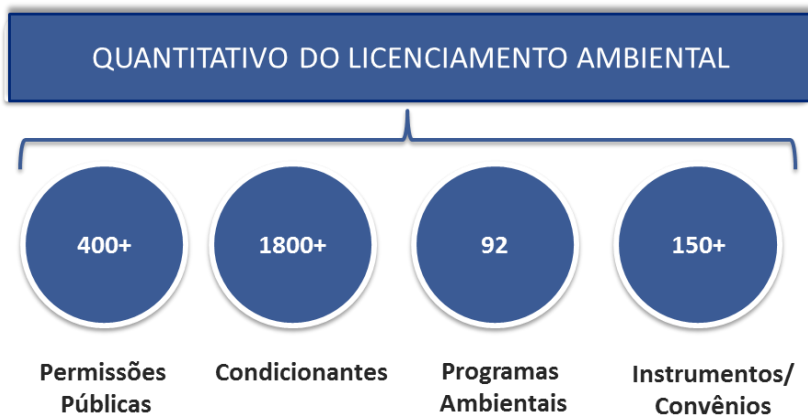 QUANTITATIVO DO LICENCIAMENTO AMBIENTAL
400+
1800+
92
150+
Permissões
Públicas
Condicionantes
Programas
Ambientais
Instrumentos/
Convênios